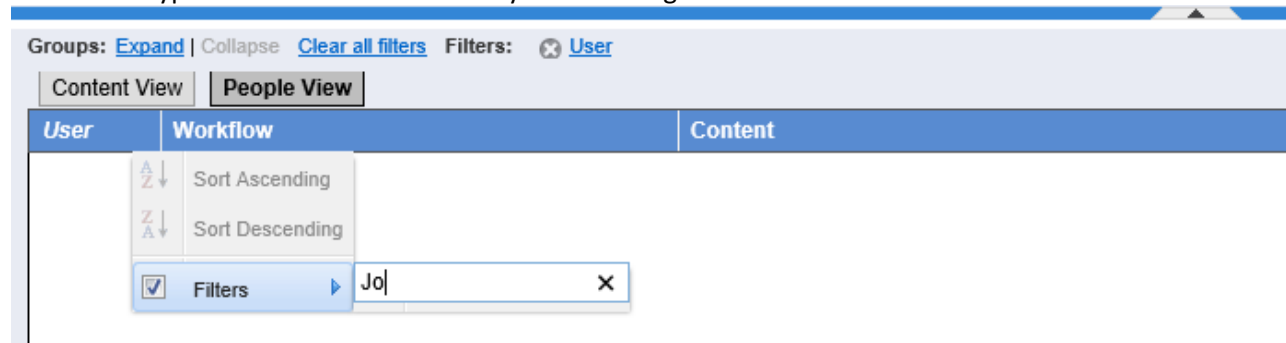 Groups: Expand | Collapse Clear all filters Filters: User
Content View People View
User Workflow Content
Sort Ascending
Sort Descending
Filters Jo